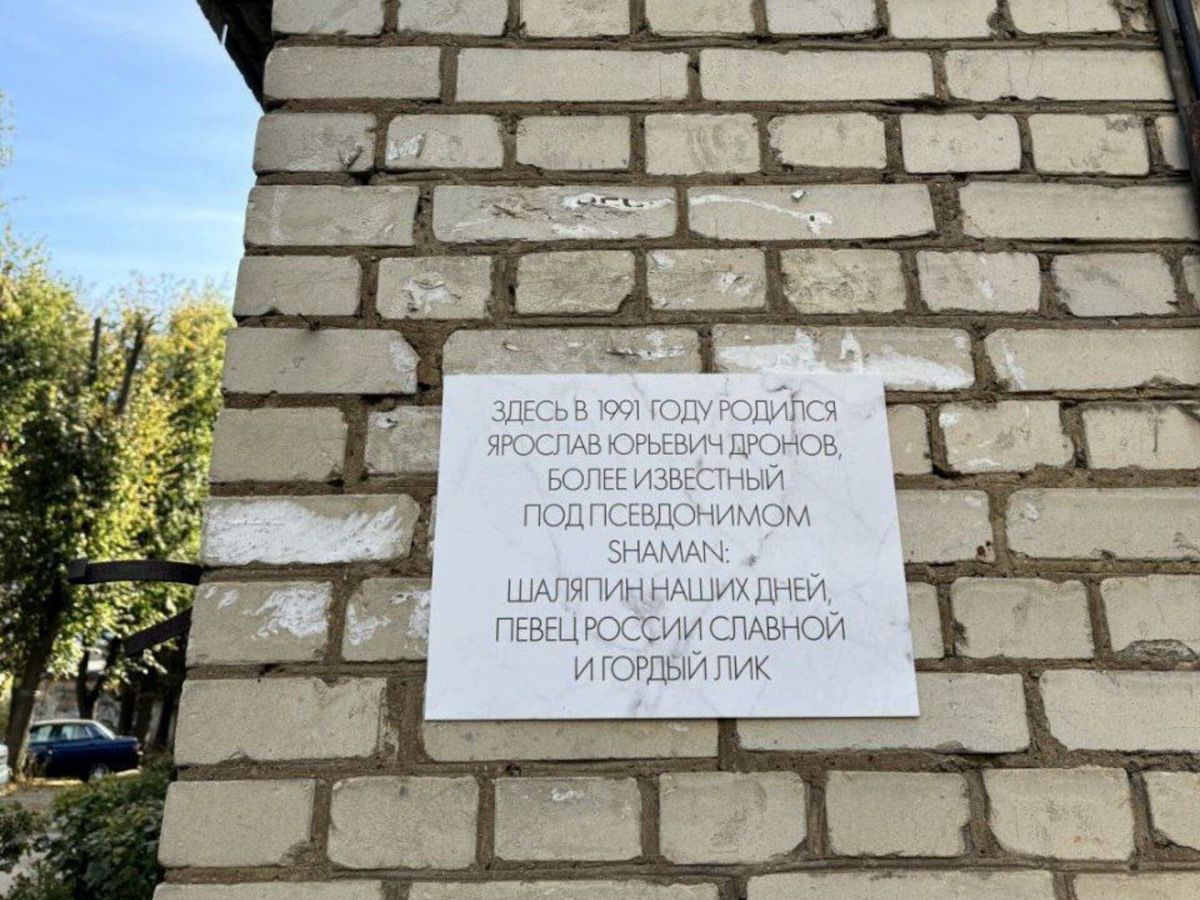 ЗДЕСЬ В 1991 ГОДУ РОДИЛСЯ
ЯРОСЛАВ ЮРЬЕВИЧ ДРОНОВ,
БОЛЕЕ ИЗВЕСТНЫЙ
ПОД ПСЕВДОНИМОМ
SHAMAN:
ШАЛЯПИН НАШИХ ДНЕЙ,
ПЕВЕЦ РОССИИ СЛАВНОЙ
И ГОРДЫЙ ЛИК